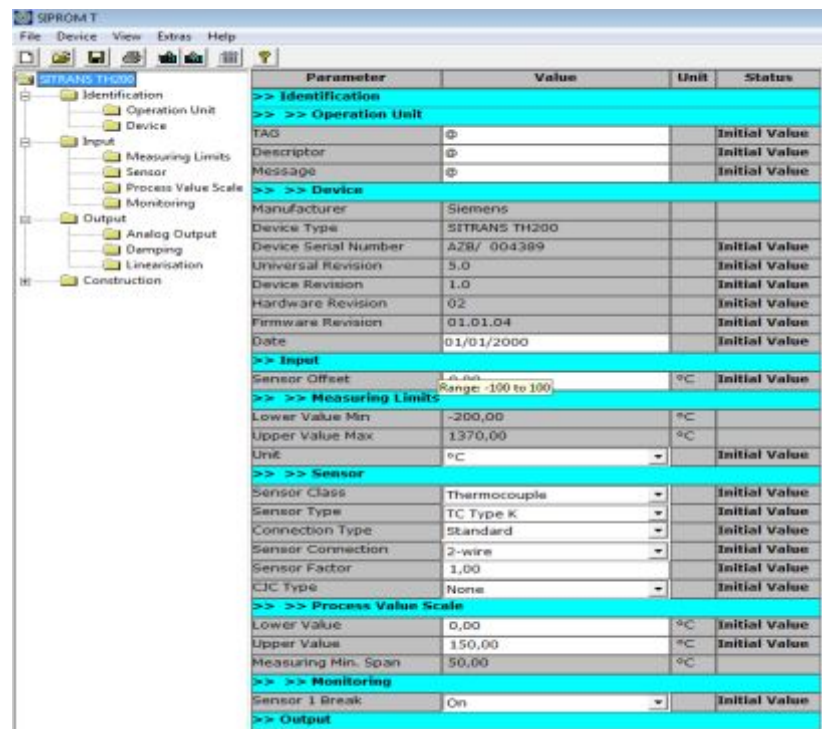 SIPROM T
File Device View Extras Help
SITRANS TH200
Identification
Operation Unit
Device
Input
Measuring Limits
Sensor
Process Value Scale
Monitoring
Output
Analog Output
Damping
Linearisation
Construction
Parameter Value Unit Status
>> Identification
>> >> Operation Unit
TAG @ Initial Value
Descriptor @ Initial Value
Message @ Initial Value
>> >> Device
Manufacturer Siemens
Device Type SITRANS TH200
Device Serial Number AZB/ 004389 Initial Value
Universal Revision 5.0 Initial Value
Device Revision 1.0 Initial Value
Hardware Revision 02 Initial Value
Firmware Revision 01.01.04 Initial Value
Date 01/01/2000 Initial Value
>> Input
Sensor Offset °C Initial Value
Range: -100 to 100
>> >> Measuring Limits
Lower Value Min -200,00 °C
Upper Value Max 1370,00 °C
Unit °C Initial Value
>> >> Sensor
Sensor Class Thermocouple Initial Value
Sensor Type TC Type K Initial Value
Connection Type Standard Initial Value
Sensor Connection 2-wire Initial Value
Sensor Factor 1,00 Initial Value
CJC Type None Initial Value
>> >> Process Value Scale
Lower Value 0,00 °C Initial Value
Upper Value 150,00 °C Initial Value
Measuring Min. Span 50,00 °C
>> >> Monitoring
Sensor 1 Break On Initial Value
>> Output